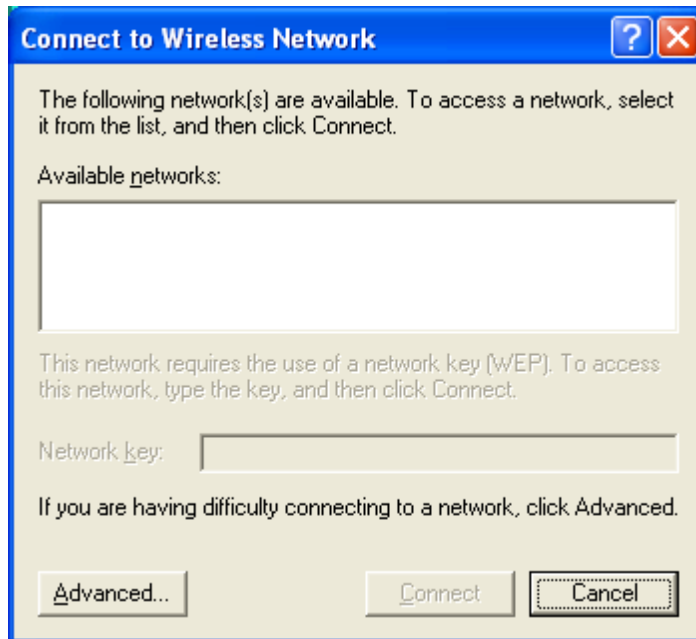 Connect to Wireless Network
The following network(s) are available. To access a network, select
it from the list, and then click Connect.
Available networks:
This network requires the use of a network key (WEP). To access
this network, type the key, and then click Connect.
Network key:
If you are having difficulty connecting to a network, click Advanced.
Advanced... Connect Cancel